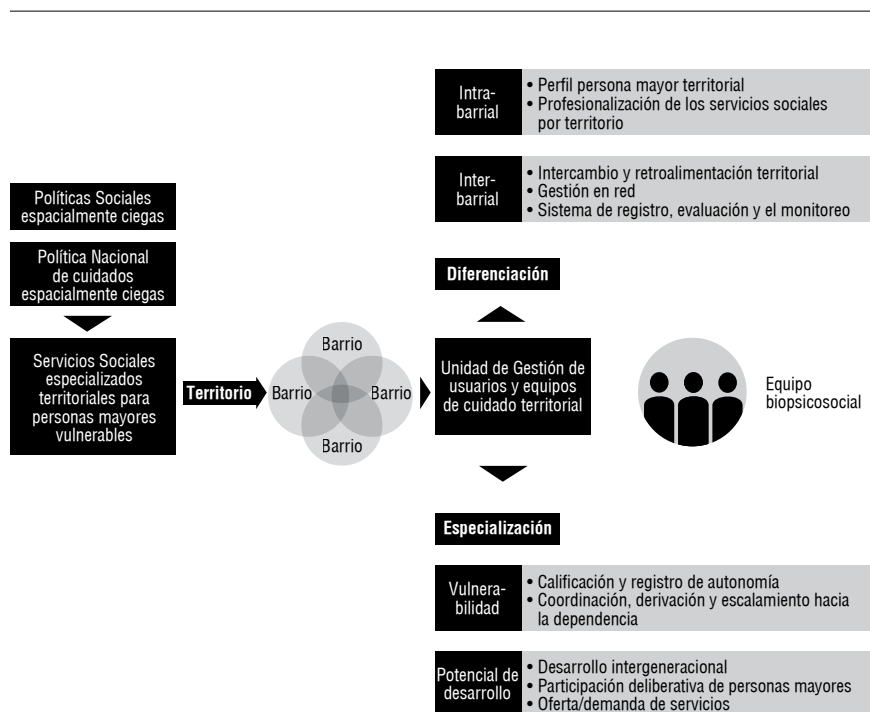 Políticas Sociales
espacialmente ciegas
Política Nacional
de cuidados
espacialmente ciegas
Servicios Sociales
especializados
territoriales para
personas mayores
vulnerables
Territorio
Barrio
Barrio
Barrio
Barrio
Intra-
barrial
• Perfil persona mayor territorial
• Profesionalización de los servicios sociales
por territorio
Inter-
barrial
• Intercambio y retroalimentación territorial
• Gestión en red
• Sistema de registro, evaluación y el monitoreo
Diferenciación
Unidad de Gestión de
usuarios y equipos
de cuidado territorial
Equipo
biopsicosocial
Especialización
Vulnera-
bilidad
• Calificación y registro de autonomía
• Coordinación, derivación y escalamiento hacia
la dependencia
Potencial de
desarrollo
• Desarrollo intergeneracional
• Participación deliberativa de personas mayores
• Oferta/demanda de servicios